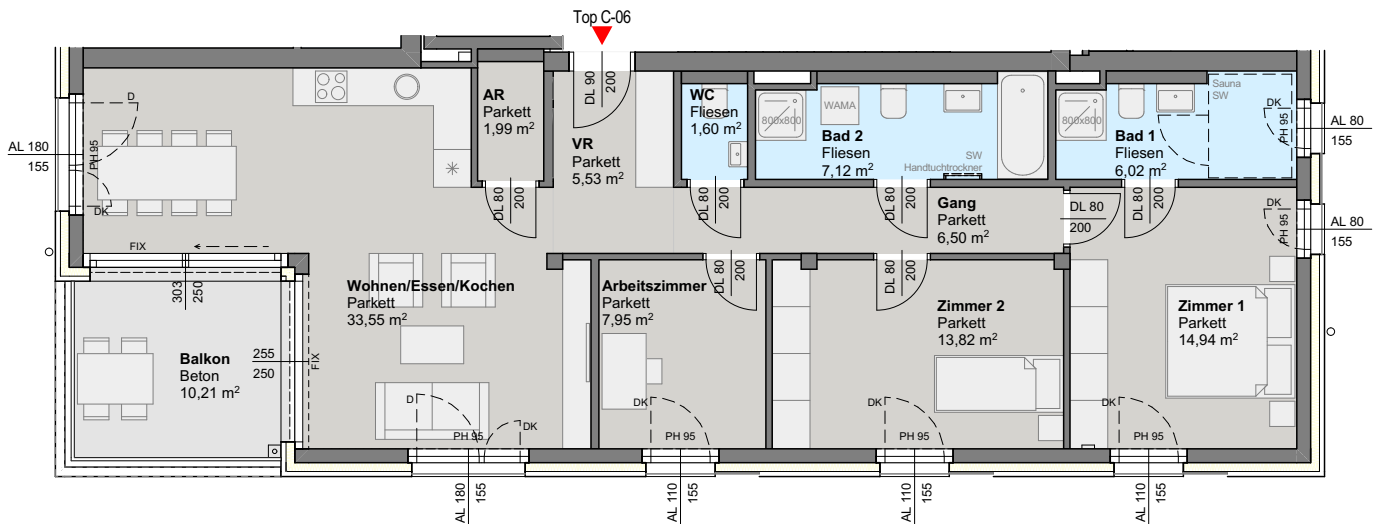 Top C-06
DL 90
200
AR
Parkett
1,99 m²
VR
Parkett
5,53 m²
WC
Fliesen
1,60 m²
800x800
WAMA
Bad 2
Fliesen
7,12 m²
SW
Handtuchtrockner
800x800
Bad 1
Fliesen
6,02 m²
Sauna
SW
DK
AL 80
155
D
PH 95
DK
AL 180
155
DL 80
200
DL 80
200
DL 80
200
DL 80
200
DL 80
200
Gang
Parkett
6,50 m²
DK
PH 95
AL 80
155
FIX
303
250
DL 80
200
DL 80
200
Wohnen/Essen/Kochen
Parkett
33,55 m²
Arbeitszimmer
Parkett
7,95 m²
Zimmer 2
Parkett
13,82 m²
Zimmer 1
Parkett
14,94 m²
Balkon
Beton
10,21 m²
255
250
FIX
D
DK
PH 95
DK
PH 95
DK
PH 95
DK
PH 95
AL 180
155
AL 110
155
AL 110
155
AL 110
155